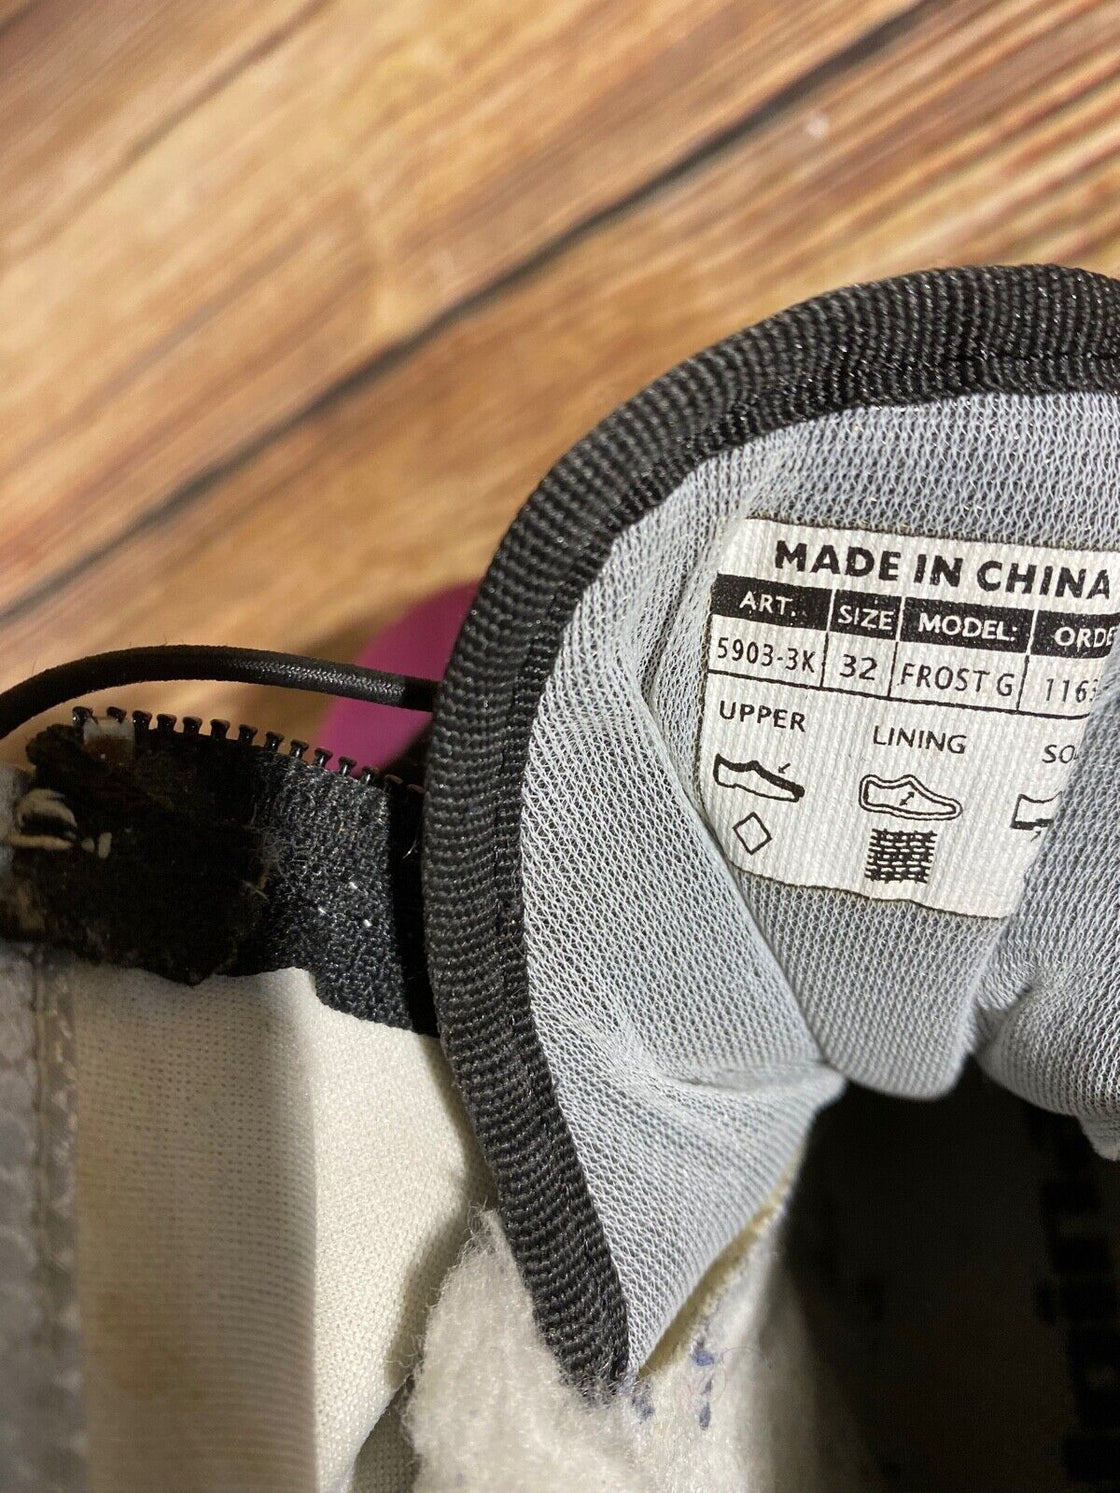 MADE IN CHINA
ART. SIZE MODEL:
5903-3K 32 FROST G
UPPER LINING